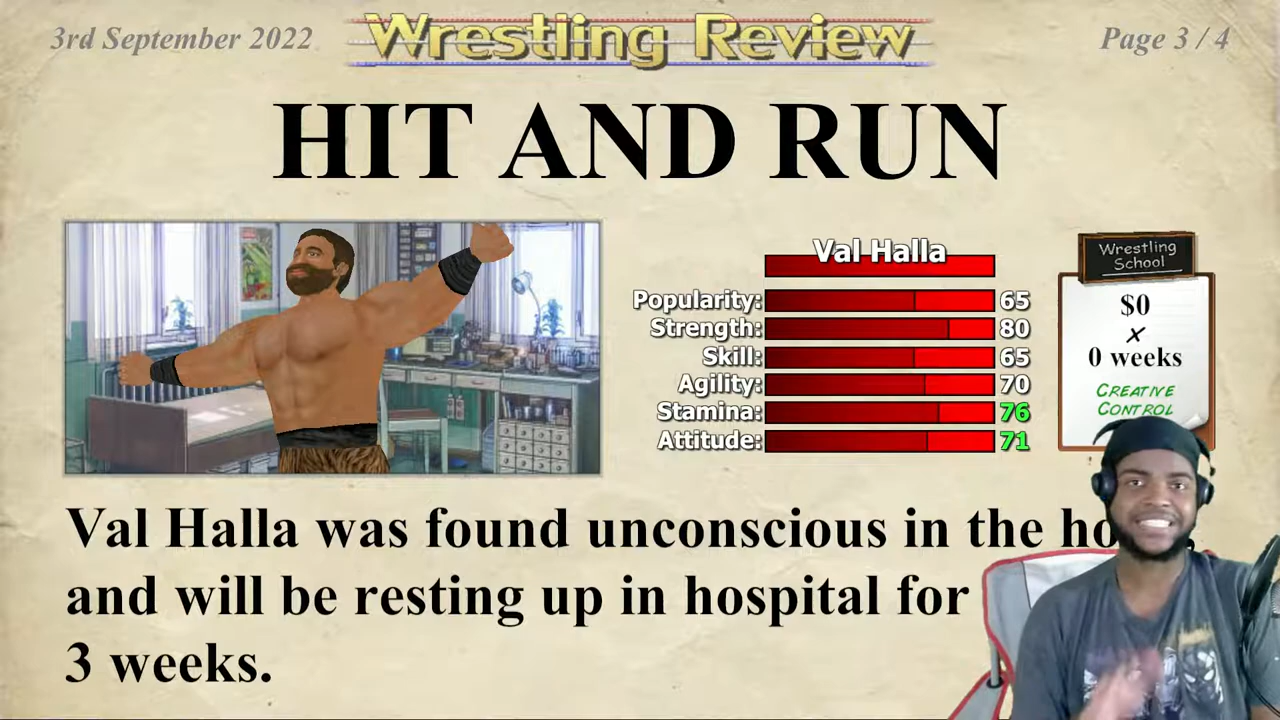 3rd September 2022
Wrestling Review
Page 3 / 4
HIT AND RUN
Val Halla
Popularity: 65
Strength: 80
Skill: 65
Agility: 70
Stamina: 76
Attitude: 71
Wrestling
School
$0
x
0 weeks
CREATIVE
CONTROL
Val Halla was found unconscious in the
and will be resting up in hospital for
3 weeks.